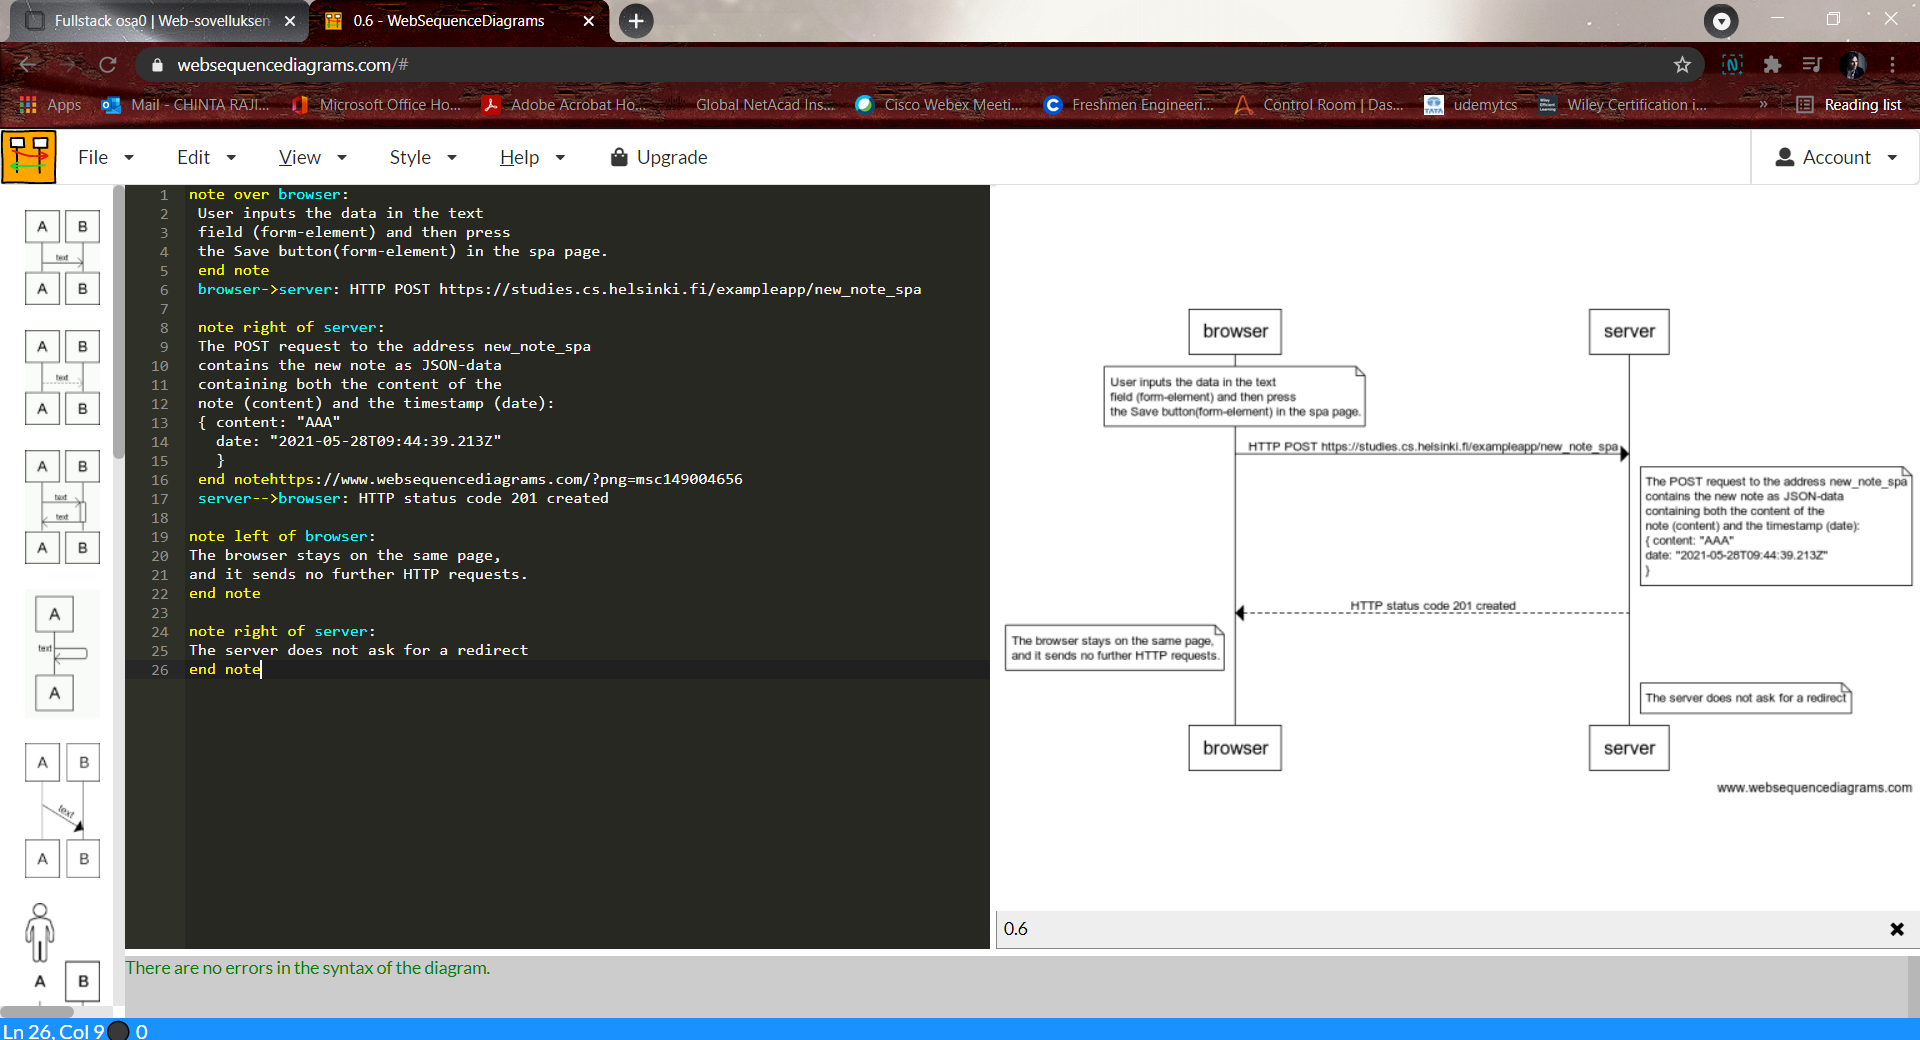 Fullstack osa0 | Web-sovelluksen
0.6 - WebSequenceDiagrams
websequencediagrams.com/#
Apps
Mail - CHINTA RAJI...
Microsoft Office Ho...
Adobe Acrobat Ho...
Global NetAcad Ins...
Cisco Webex Meeti...
Freshmen Engineeri...
Control Room | Das...
udemytcs
Wiley Certification i...
»
Reading list
File
Edit
View
Style
Help
Upgrade
Account
A B
text
A B
A B
text
A B
A B
text
text
A B
A
text
A
A B
text
A B
A B
1 note over browser:
2 User inputs the data in the text
3 field (form-element) and then press
4 the Save button(form-element) in the spa page.
5 end note
6 browser->server: HTTP POST https://studies.cs.helsinki.fi/exampleapp/new_note_spa
7
8 note right of server:
9 The POST request to the address new_note_spa
10 contains the new note as JSON-data
11 containing both the content of the
12 note (content) and the timestamp (date):
13 { content: "AAA"
14 date: "2021-05-28T09:44:39.213Z"
15 }
16 end notehttps://www.websequencediagrams.com/?png=msc149004656
17 server-->browser: HTTP status code 201 created
18
19 note left of browser:
20 The browser stays on the same page,
21 and it sends no further HTTP requests.
22 end note
23
24 note right of server:
25 The server does not ask for a redirect
26 end note
browser
server
User inputs the data in the text
field (form-element) and then press
the Save button(form-element) in the spa page.
HTTP POST https://studies.cs.helsinki.fi/exampleapp/new_note_spa
The POST request to the address new_note_spa
contains the new note as JSON-data
containing both the content of the
note (content) and the timestamp (date):
{ content: "AAA"
date: "2021-05-28T09:44:39.213Z"
}
HTTP status code 201 created
The browser stays on the same page,
and it sends no further HTTP requests.
The server does not ask for a redirect
browser
server
www.websequencediagrams.com
0.6
There are no errors in the syntax of the diagram.
Ln 26, Col 9 0